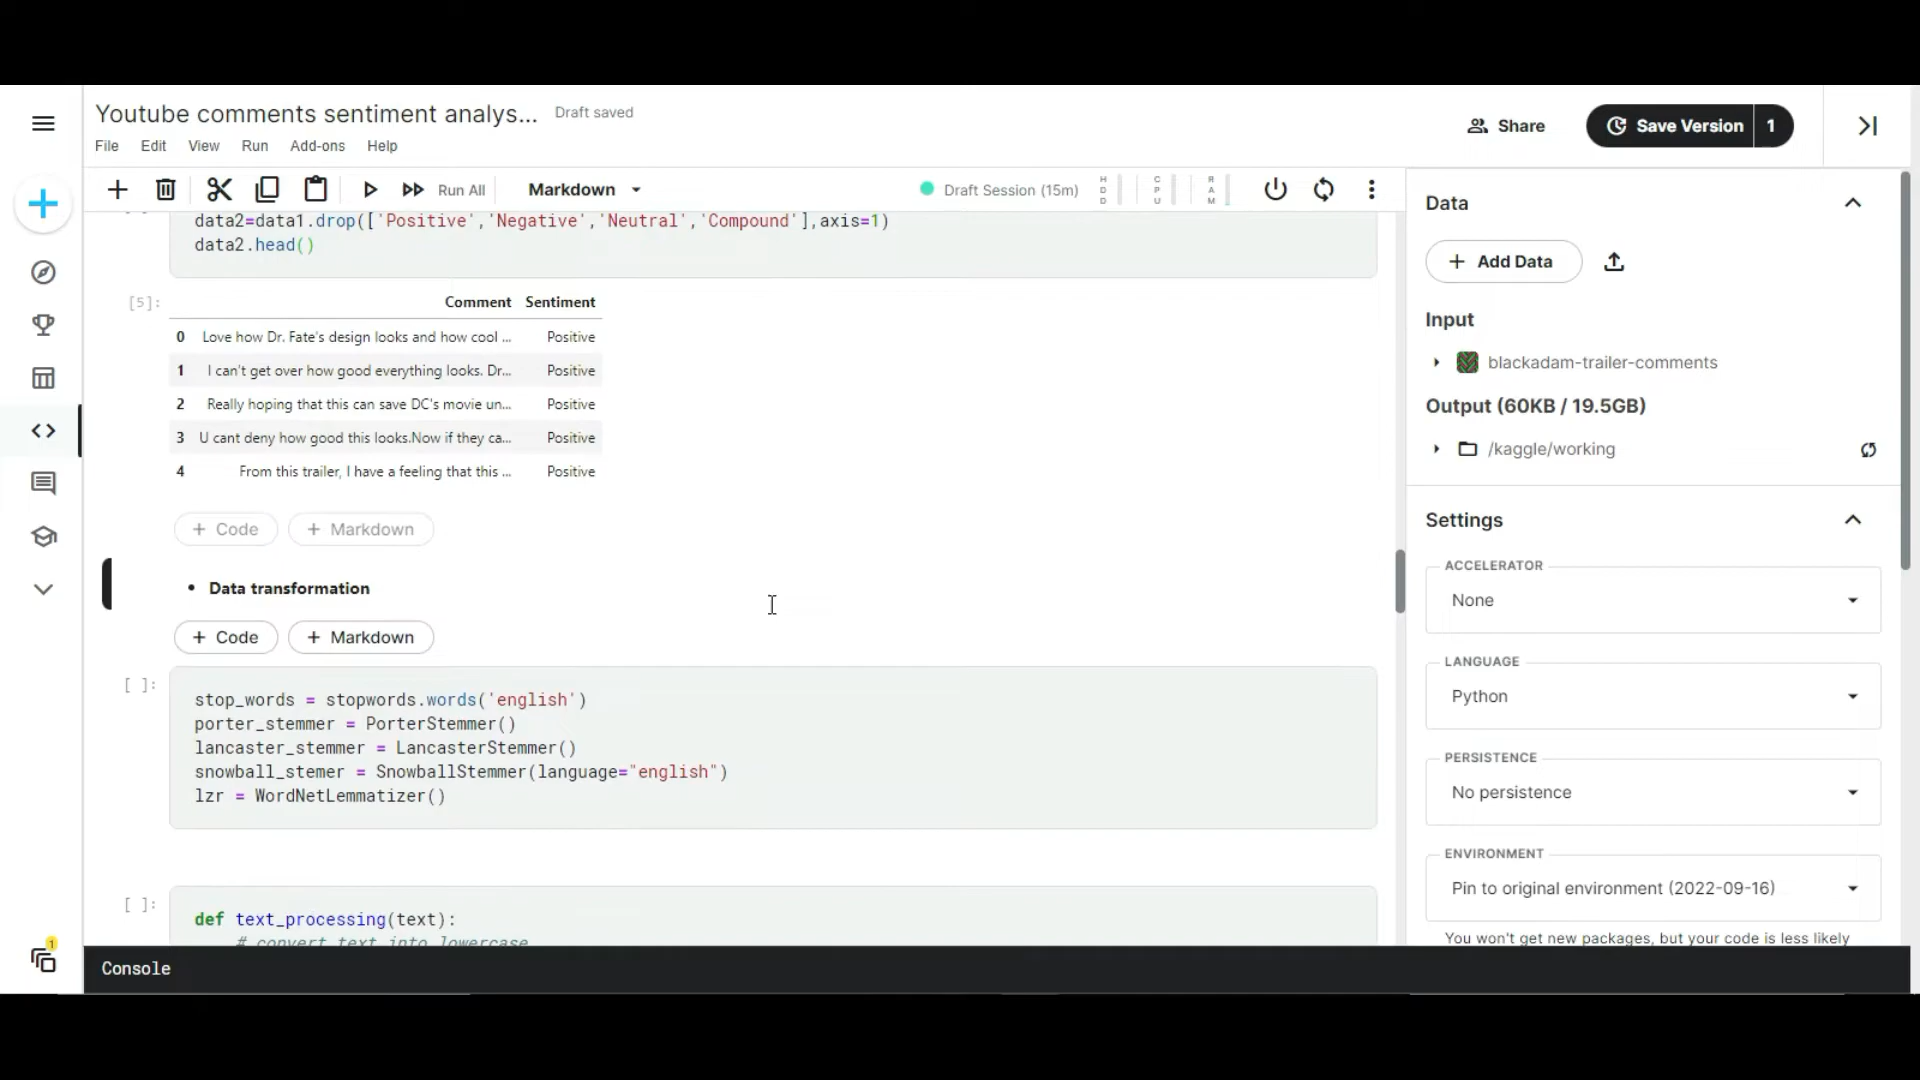 Youtube comments sentiment analys... Draft saved
File Edit View Run Add-ons Help
Share
Save Version 1
Run All
Markdown
Draft Session (15m)
HDD
CPU
RAM
data2=data1.drop(['Positive','Negative','Neutral','Compound'],axis=1)
data2.head()
[5]:
Comment Sentiment
0 Love how Dr. Fate's design looks and how cool ... Positive
1 I can't get over how good everything looks. Dr... Positive
2 Really hoping that this can save DC's movie un... Positive
3 U cant deny how good this looks.Now if they ca... Positive
4 From this trailer, I have a feeling that this ... Positive
+ Code + Markdown
• Data transformation
+ Code + Markdown
[ ]:
stop_words = stopwords.words('english')
porter_stemmer = PorterStemmer()
lancaster_stemmer = LancasterStemmer()
snowball_stemer = SnowballStemmer(language="english")
lzr = WordNetLemmatizer()
[ ]:
def text_processing(text):
# convert text into lowercase
Console
1
Data
+ Add Data
Input
blackadam-trailer-comments
Output (60KB / 19.5GB)
/kaggle/working
Settings
ACCELERATOR
None
LANGUAGE
Python
PERSISTENCE
No persistence
ENVIRONMENT
Pin to original environment (2022-09-16)
You won't get new packages, but your code is less likely